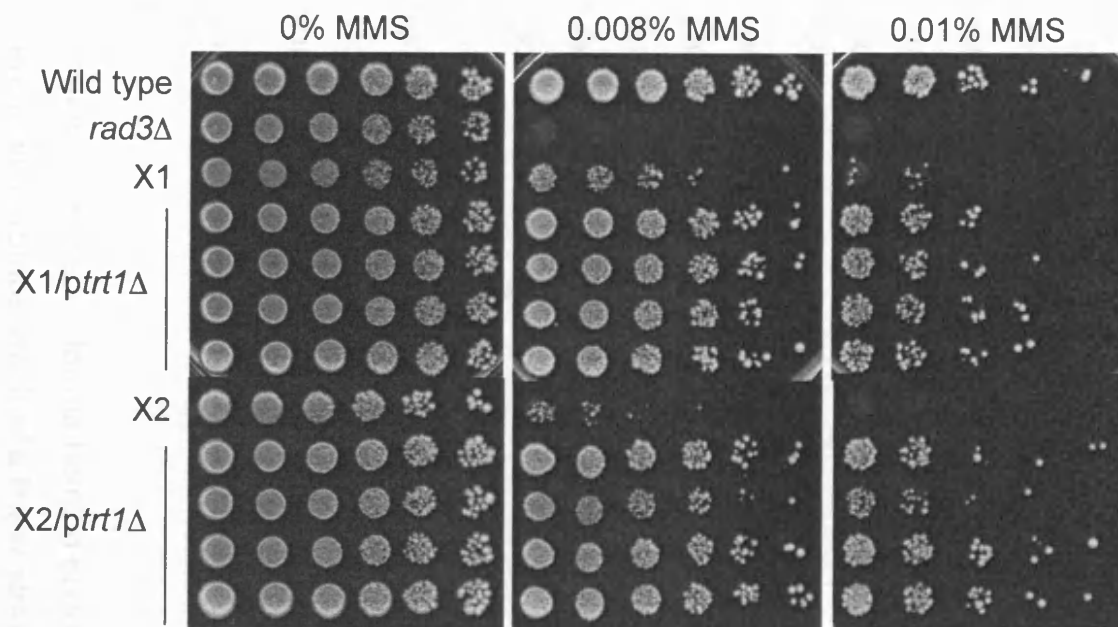 0% MMS 0.008% MMS 0.01% MMS
Wild type
rad3Δ
X1
X1/ptrt1Δ
X2
X2/ptrt1Δ